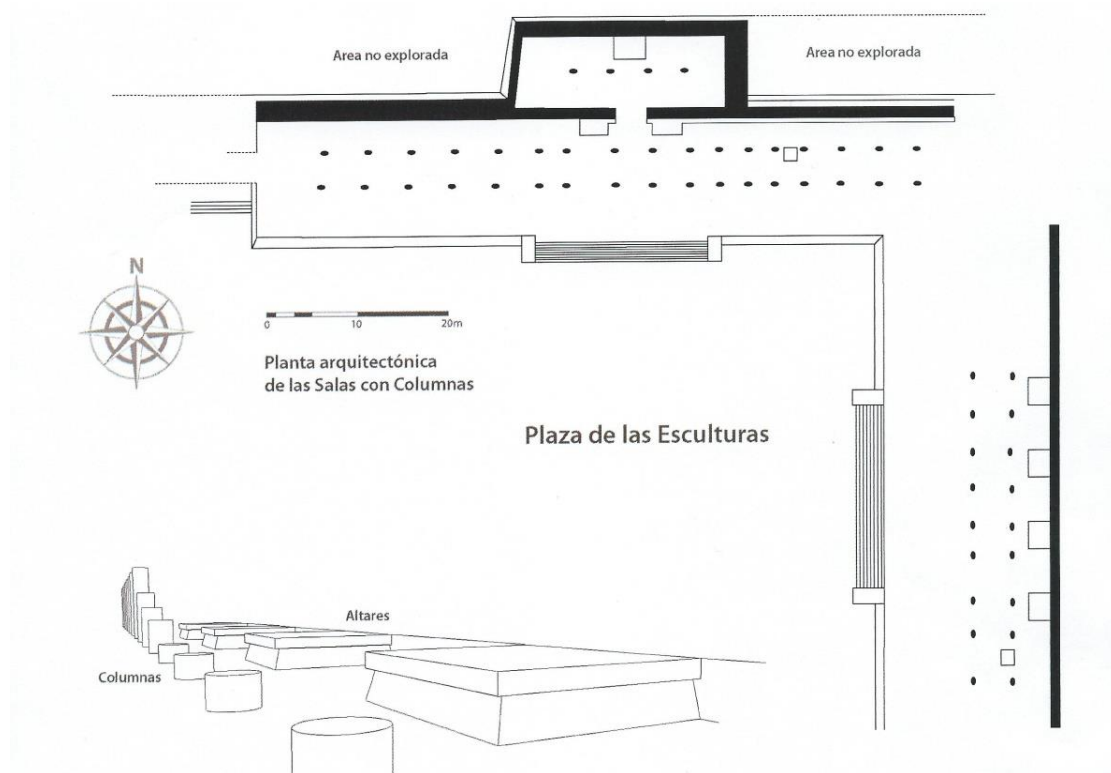 Area no explorada
Area no explorada
N
0 10 20m
Planta arquitectónica
de las Salas con Columnas
Plaza de las Esculturas
Altares
Columnas